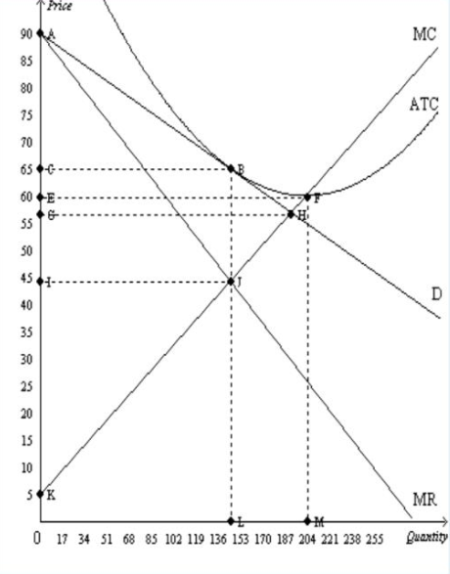 Price
MC
90 A
85
ATC
80
75
70
65 C B
60 E F
55 G H
50
45 I J
40
D
35
30
25
20
15
10
5 K
MR
L M
0 17 34 51 68 85 102 119 136 153 170 187 204 221 238 255 Quantity